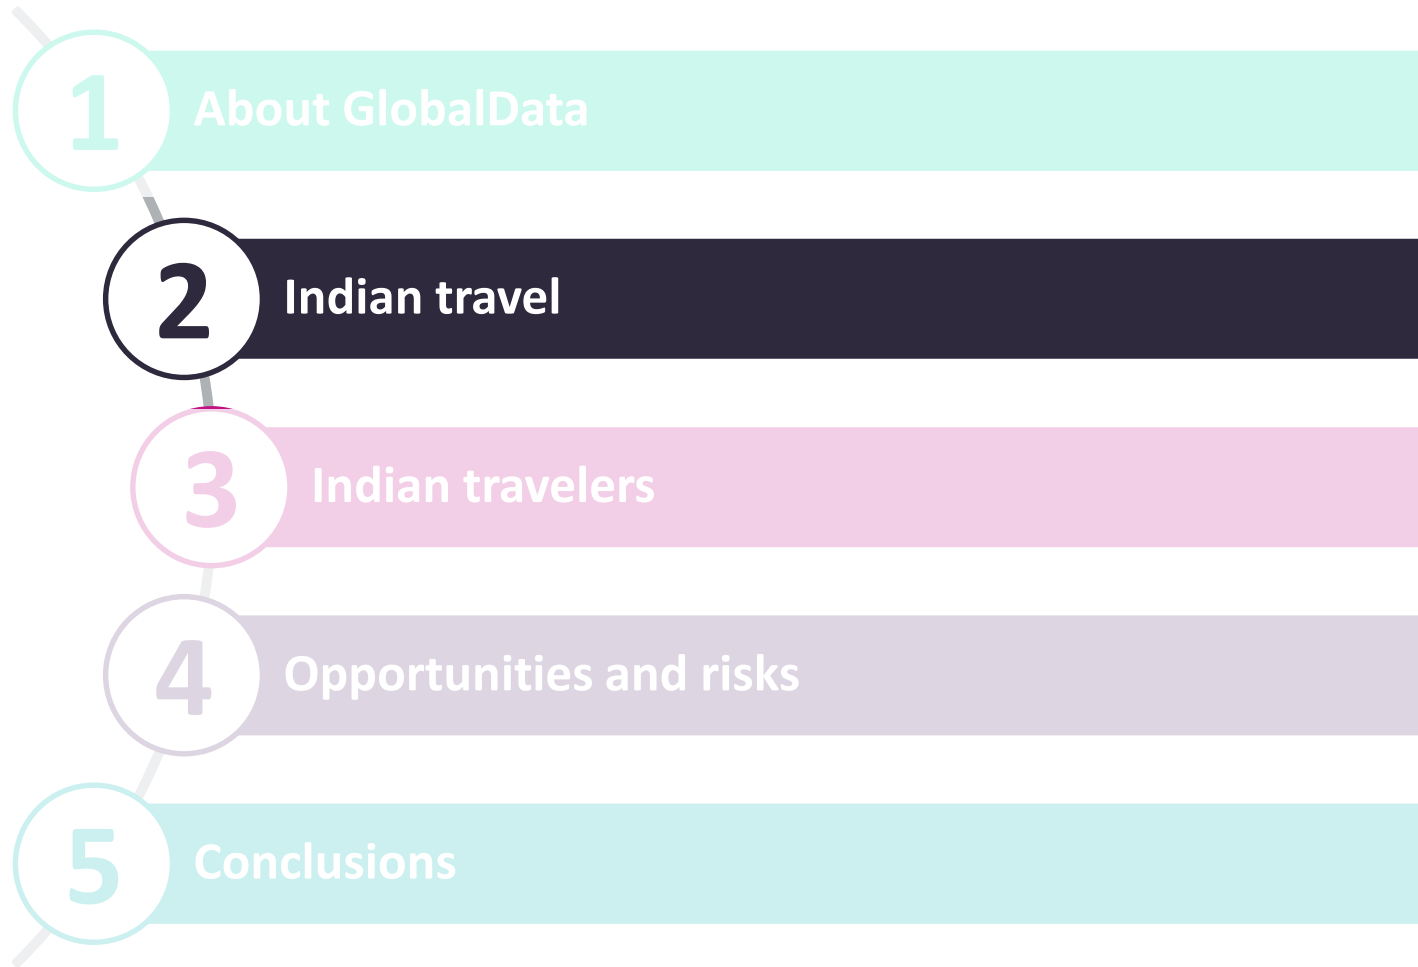 1
About GlobalData
2
Indian travel
3
Indian travelers
4
Opportunities and risks
5
Conclusions